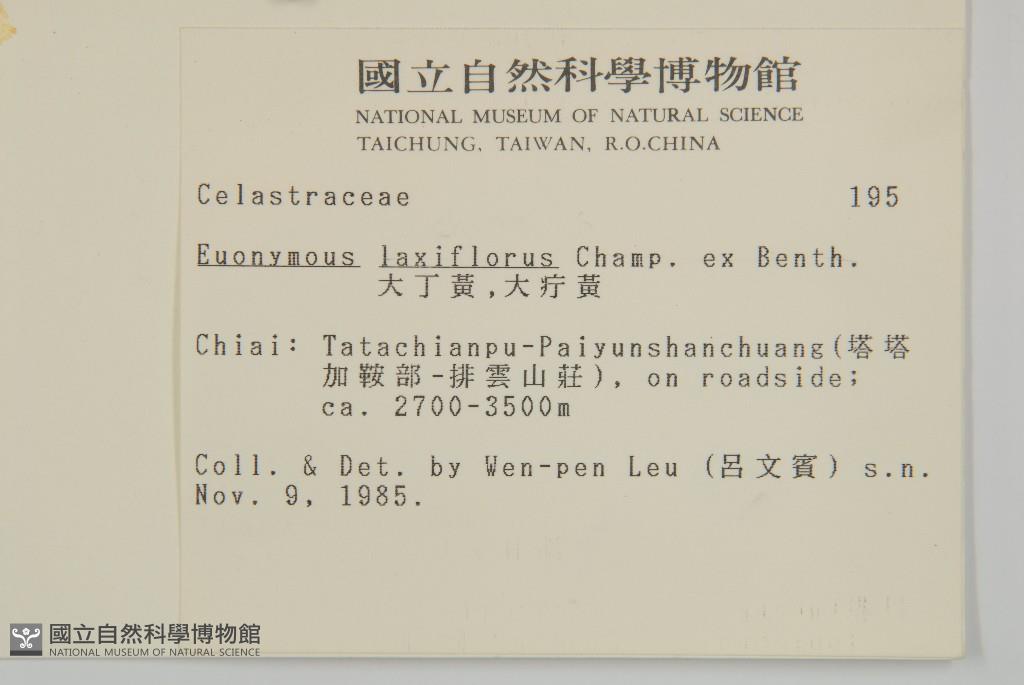 國立自然科學博物館
NATIONAL MUSEUM OF NATURAL SCIENCE
TAICHUNG, TAIWAN, R.O.CHINA
Celastraceae 195
Euonymous laxiflorus Champ. ex Benth.
大丁黃,大疔黃
Chiai: Tatachianpu-Paiyunshanchuang(塔塔
加鞍部-排雲山莊), on roadside;
ca. 2700-3500m
Coll. & Det. by Wen-pen Leu (呂文賓) s.n.
Nov. 9, 1985.
國立自然科學博物館
NATIONAL MUSEUM OF NATURAL SCIENCE